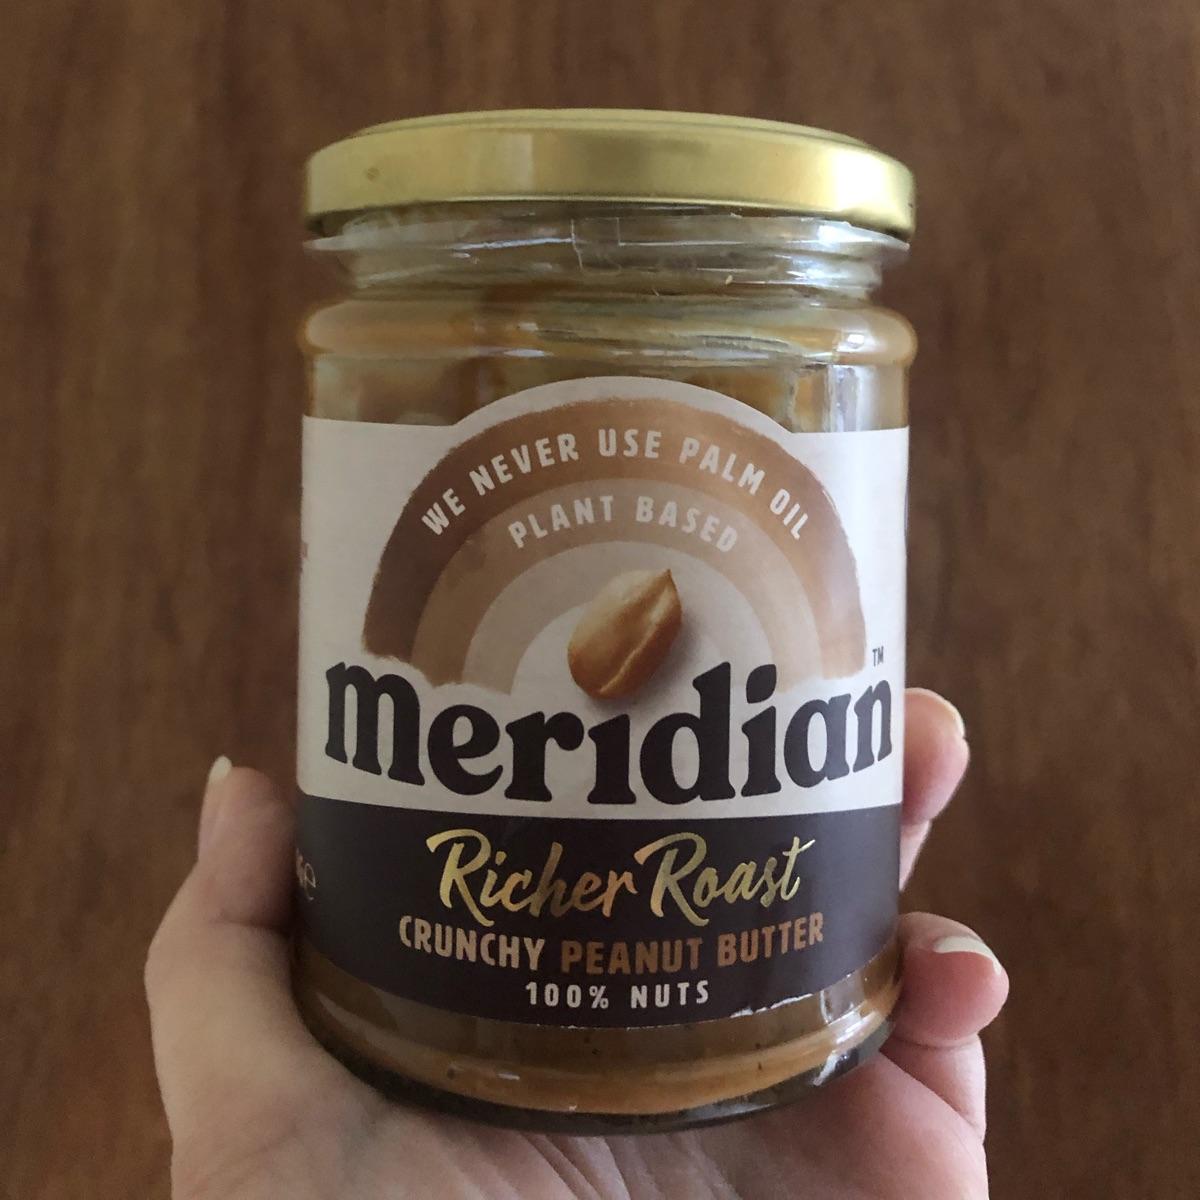 WE NEVER USE PALM OIL
PLANT BASED
meridian™
Richer Roast
CRUNCHY PEANUT BUTTER
100% NUTS